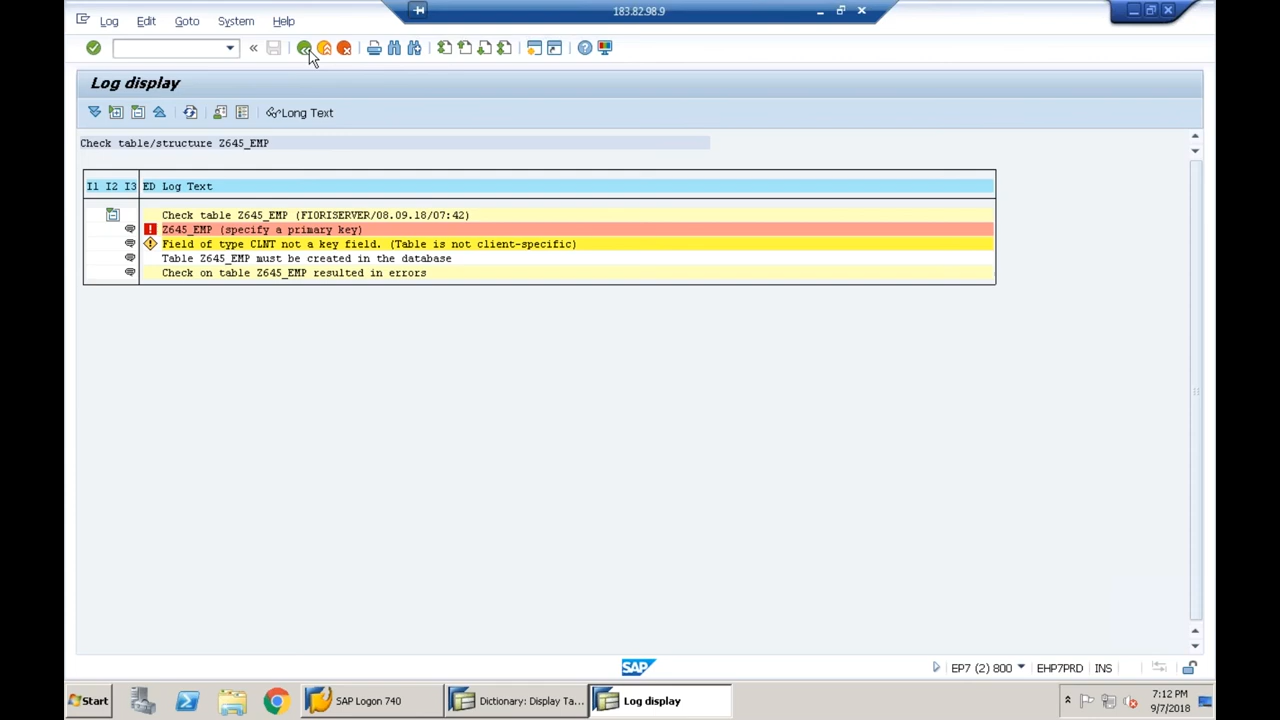 183.82.98.9
Log Edit Goto System Help
Log display
Long Text
Check table/structure Z645_EMP
I1 I2 I3 ED Log Text
Check table Z645_EMP (FIORISERVER/08.09.18/07:42)
Z645_EMP (specify a primary key)
Field of type CLNT not a key field. (Table is not client-specific)
Table Z645_EMP must be created in the database
Check on table Z645_EMP resulted in errors
SAP
EP7 (2) 800 EHP7PRD INS
Start SAP Logon 740 Dictionary: Display Ta... Log display 7:12 PM
9/7/2018